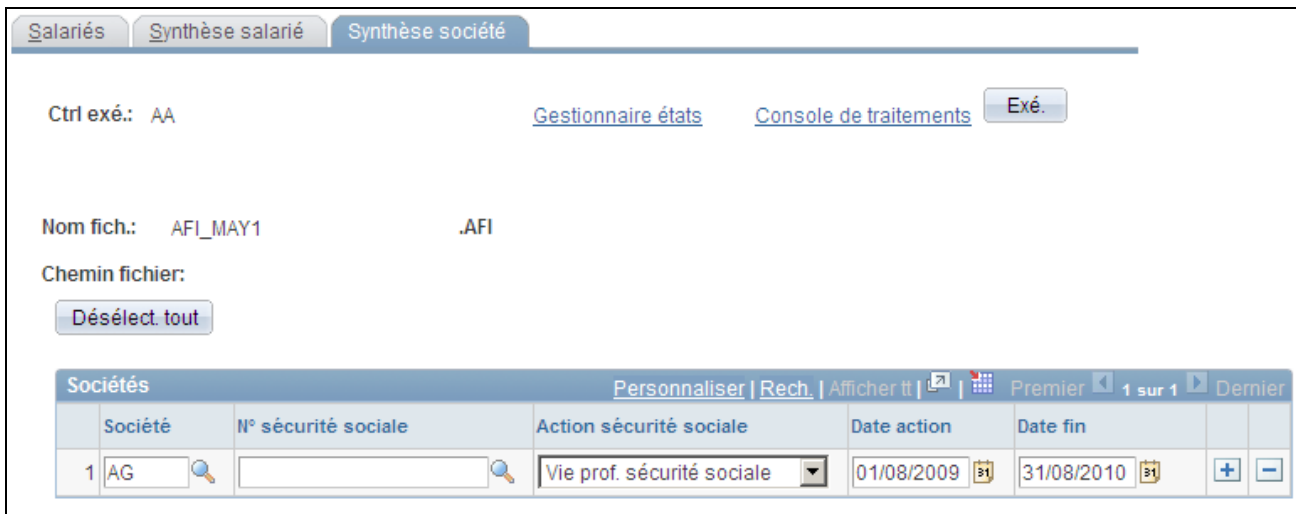 Salariés Synthèse salarié Synthèse société
Ctrl exé.: AA Gestionnaire états Console de traitements Exé.
Nom fich.: AFI_MAY1 .AFI
Chemin fichier:
Désélect. tout
Sociétés Personnaliser | Rech. | Afficher tt | | Premier 1 sur 1 Dernier
Société N° sécurité sociale Action sécurité sociale Date action Date fin
1 AG Vie prof. sécurité sociale 01/08/2009 31 31/08/2010 31